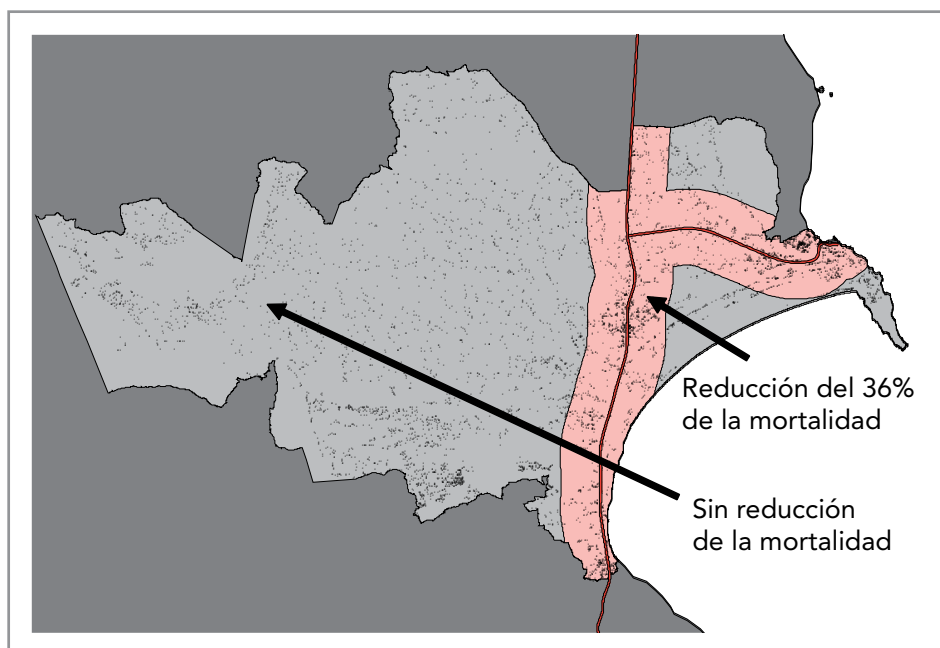 Reducción del 36%
de la mortalidad
Sin reducción
de la mortalidad